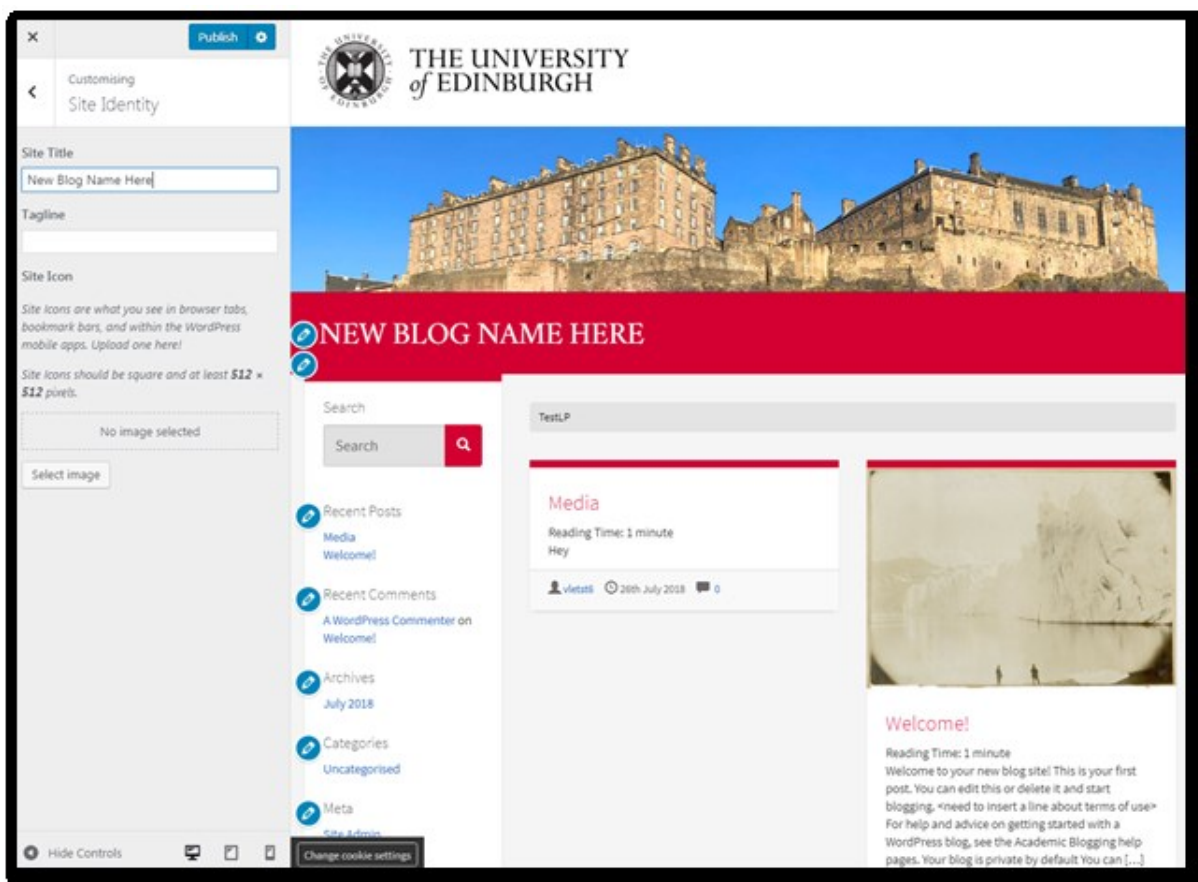 Publish
Customising
Site Identity
Site Title
New Blog Name Here
Tagline
Site Icon
Site Icons are what you see in browser tabs,
bookmark bars, and within the WordPress
mobile apps. Upload one here!
Site Icons should be square and at least 512 ×
512 pixels.
No image selected
Select image
Hide Controls
THE UNIVERSITY
of EDINBURGH
THE UNIVERSITY OF EDINBURGH
NEW BLOG NAME HERE
Search
Search
Recent Posts
Media
Welcome!
Recent Comments
A WordPress Commenter on
Welcome!
Archives
July 2018
Categories
Uncategorised
Meta
Site Admin
Change cookie settings
TestLP
Media
Reading Time: 1 minute
Hey
vletst6 26th July 2018 0
Welcome!
Reading Time: 1 minute
Welcome to your new blog site! This is your first
post. You can edit this or delete it and start
blogging. <need to insert a line about terms of use>
For help and advice on getting started with a
WordPress blog, see the Academic Blogging help
pages. Your blog is private by default You can [...]